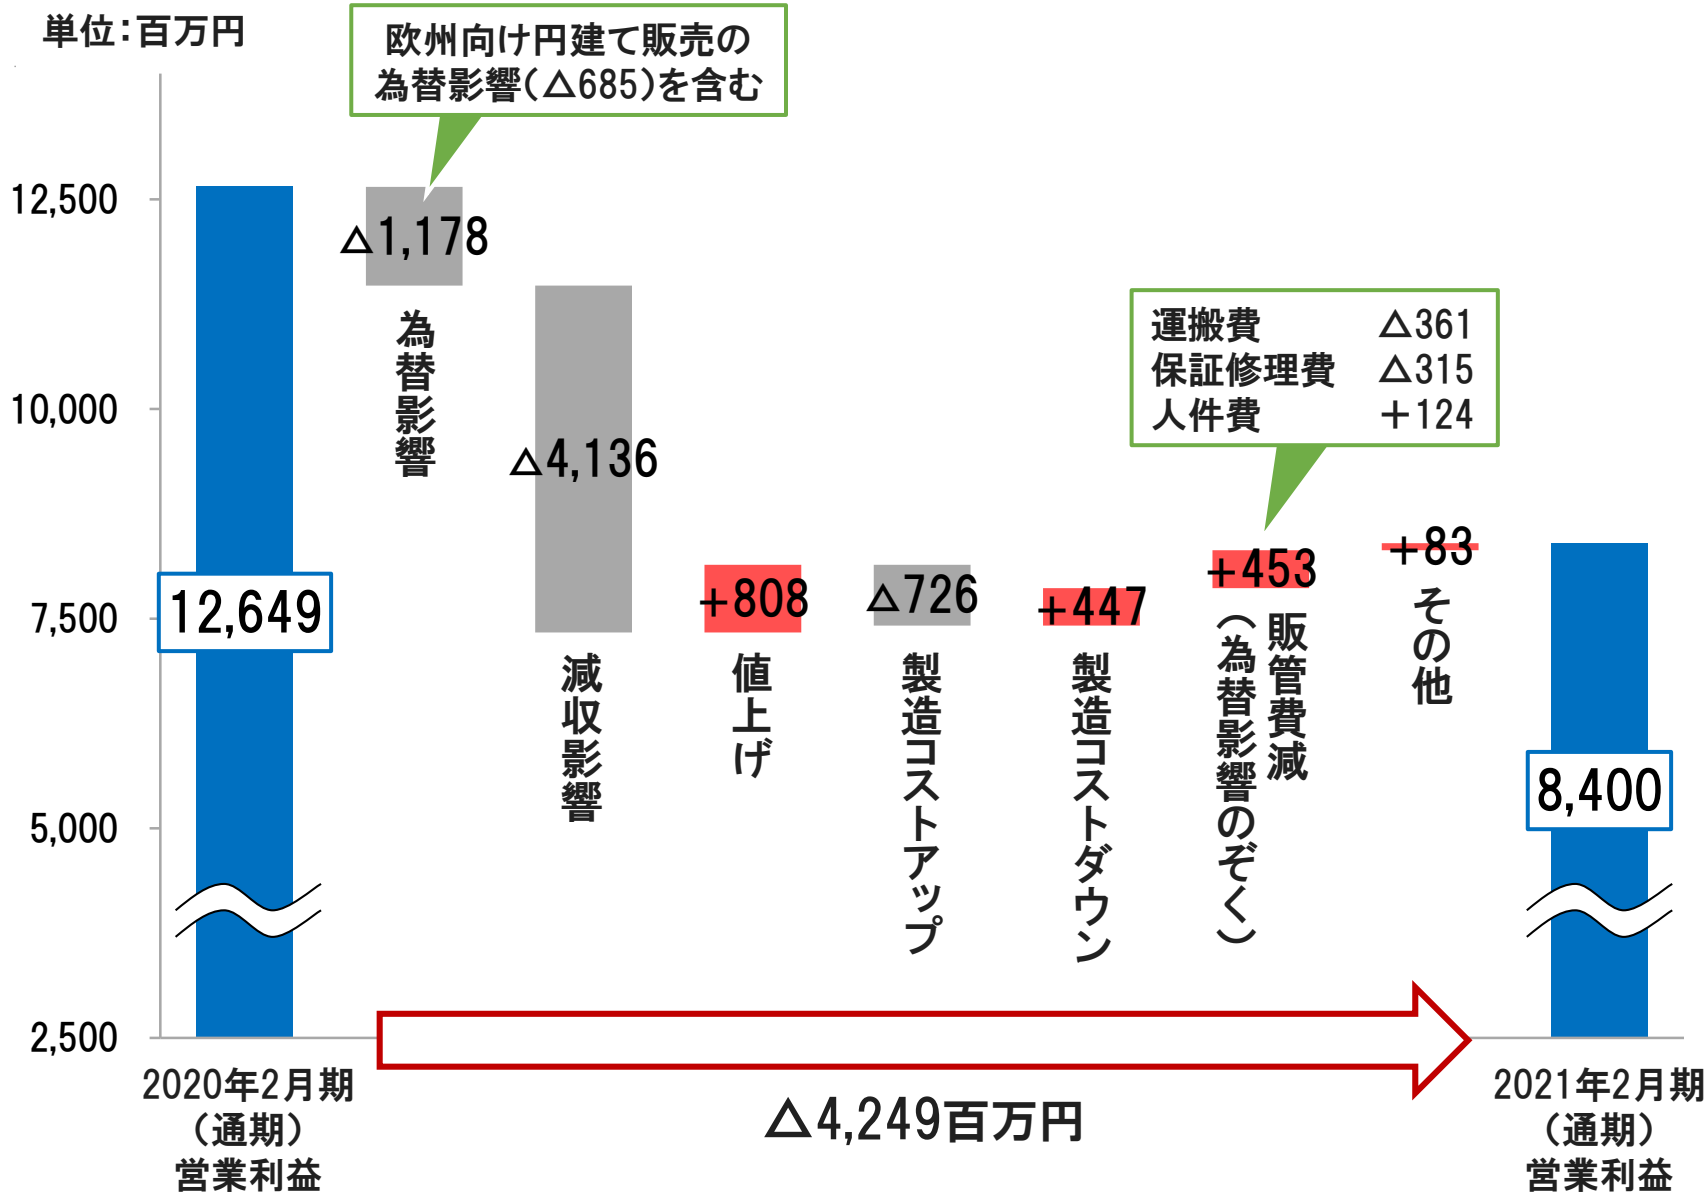 単位：百万円
欧州向け円建て販売の
為替影響（△685）を含む
12,500
10,000
7,500
5,000
2,500
12,649
△1,178
為替影響
△4,136
減収影響
+808
値上げ
△726
製造コストアップ
+447
製造コストダウン
運搬費 △361
保証修理費 △315
人件費 +124
+453
販管費減
（為替影響のぞく）
+83
その他
8,400
2020年2月期
（通期）
営業利益
△4,249百万円
2021年2月期
（通期）
営業利益